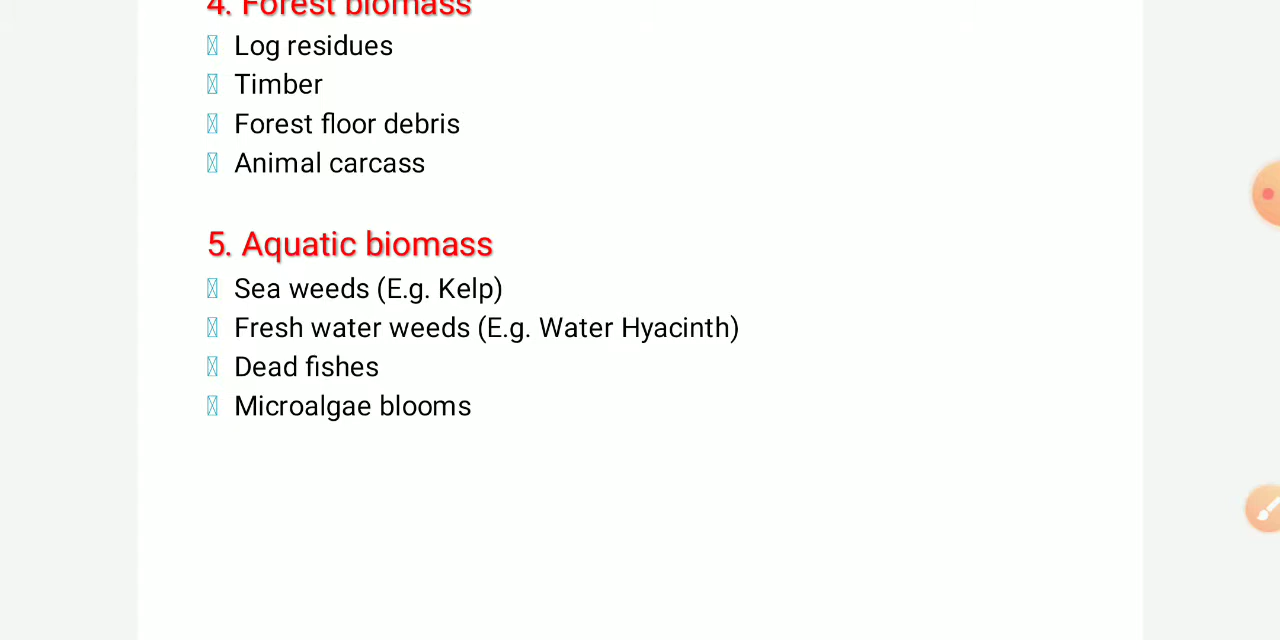 4. Forest biomass
Log residues
Timber
Forest floor debris
Animal carcass
5. Aquatic biomass
Sea weeds (E.g. Kelp)
Fresh water weeds (E.g. Water Hyacinth)
Dead fishes
Microalgae blooms